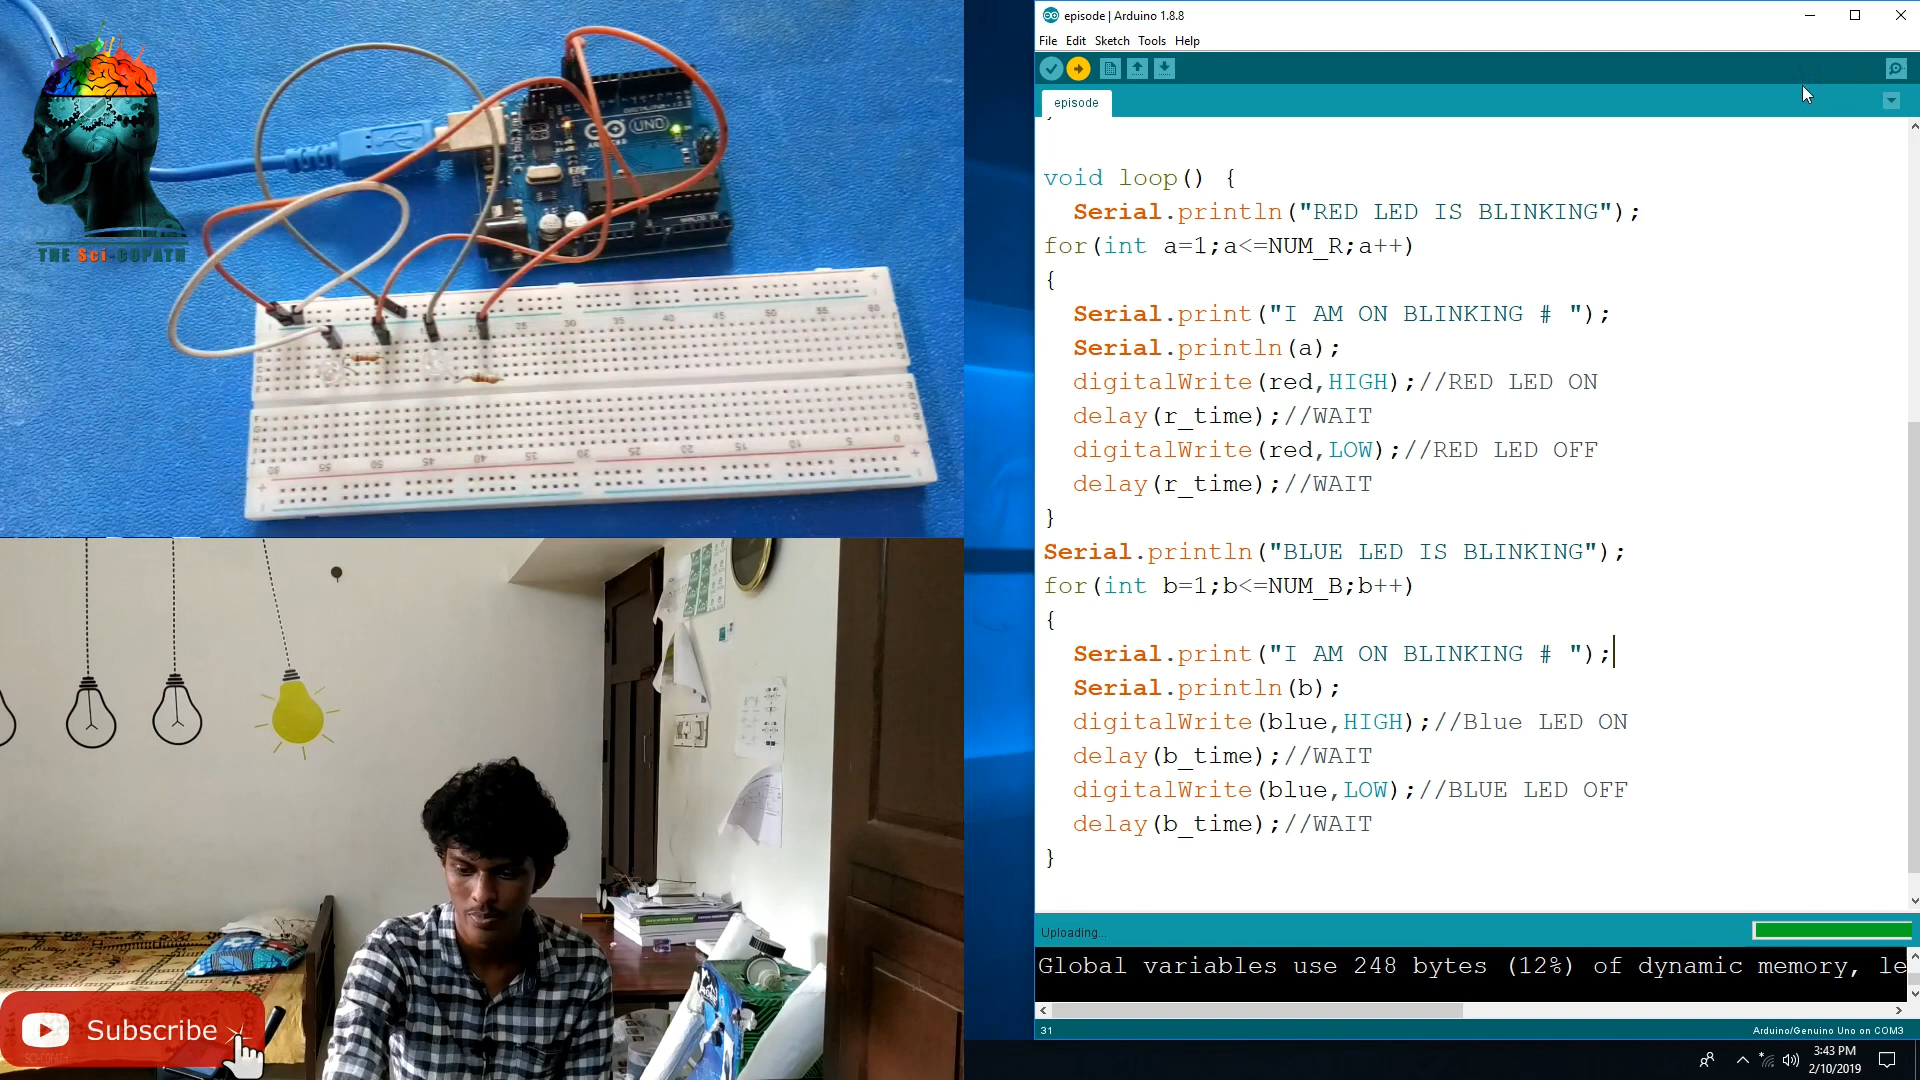 THE Sci-COPATH
UNO
Subscribe
SCI-COPATH
episode | Arduino 1.8.8
File Edit Sketch Tools Help
episode
}
void loop() {
Serial.println("RED LED IS BLINKING");
for(int a=1;a<=NUM_R;a++)
{
Serial.print("I AM ON BLINKING # ");
Serial.println(a);
digitalWrite(red,HIGH);//RED LED ON
delay(r_time);//WAIT
digitalWrite(red,LOW);//RED LED OFF
delay(r_time);//WAIT
}
Serial.println("BLUE LED IS BLINKING");
for(int b=1;b<=NUM_B;b++)
{
Serial.print("I AM ON BLINKING # ");
Serial.println(b);
digitalWrite(blue,HIGH);//Blue LED ON
delay(b_time);//WAIT
digitalWrite(blue,LOW);//BLUE LED OFF
delay(b_time);//WAIT
}
Uploading...
Global variables use 248 bytes (12%) of dynamic memory, le
31
Arduino/Genuino Uno on COM3
3:43 PM
2/10/2019